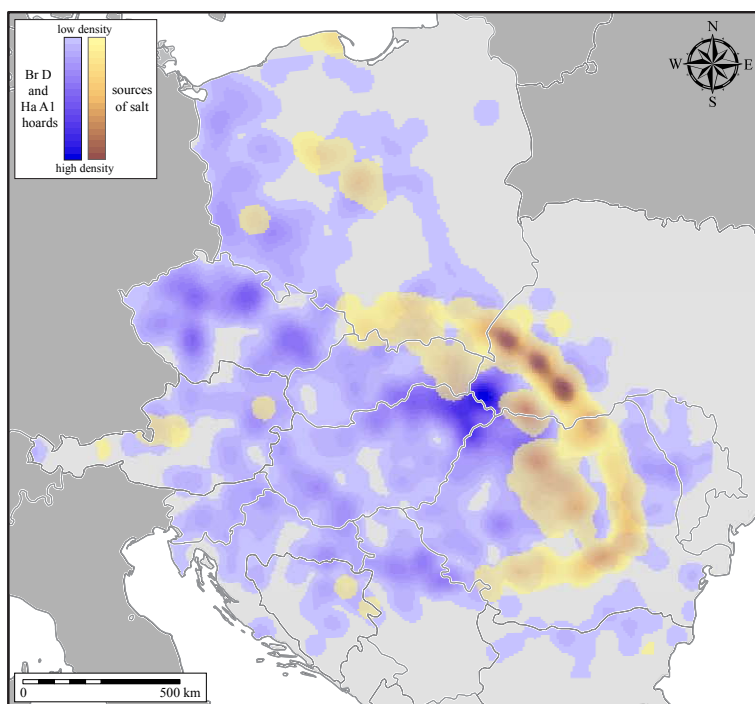 low density
Br D
and
Ha A1
hoards
sources
of salt
high density
N
W
E
S
0
500 km